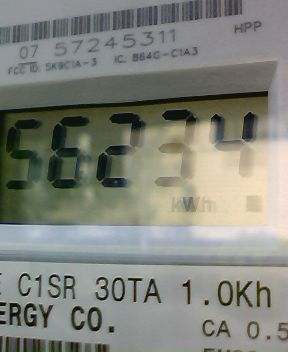 HPP
07 57245311
FCC ID: SK9C1A-3 IC: 864G-C1A3
56234
kWh
C1SR 30TA 1.0Kh
ERGY CO.
CA 0.5